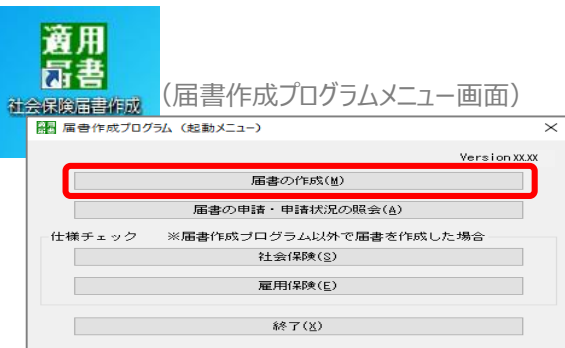 適用
届書
社会保険届書作成
(届書作成プログラムメニュー画面)
届書作成プログラム (起動メニュー)
Version XX.XX
届書の作成(M)
届書の申請・申請状況の照会(A)
仕様チェック ※届書作成プログラム以外で届書を作成した場合
社会保険(S)
雇用保険(E)
終了(X)